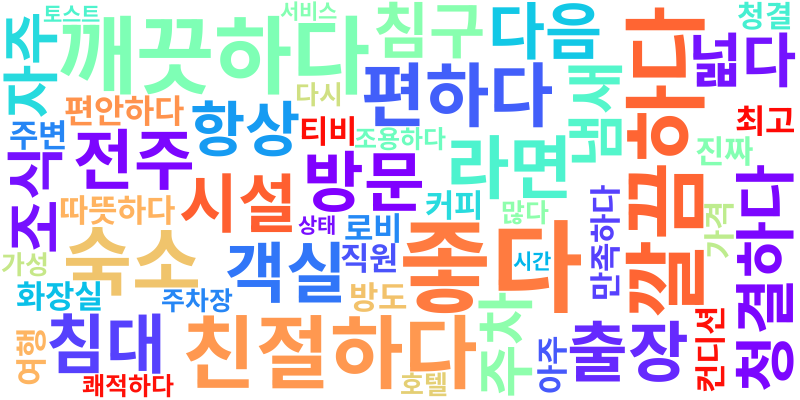 토스트
서비스
깨끗하다
침구
다음
청결
자주
편하다
냄새
깔끔하다
넓다
다시
편안하다
항상
티비
조용하다
최고
주변
전주
방문
라면
진짜
조식
시설
커피
많다
따뜻하다
상태
로비
만족하다
가격
청결하다
가성
숙소
객실
직원
좋다
시간
화장실
주차장
방도
주차
여행
침대
친절하다
아주
출장
컨디션
쾌적하다
호텔